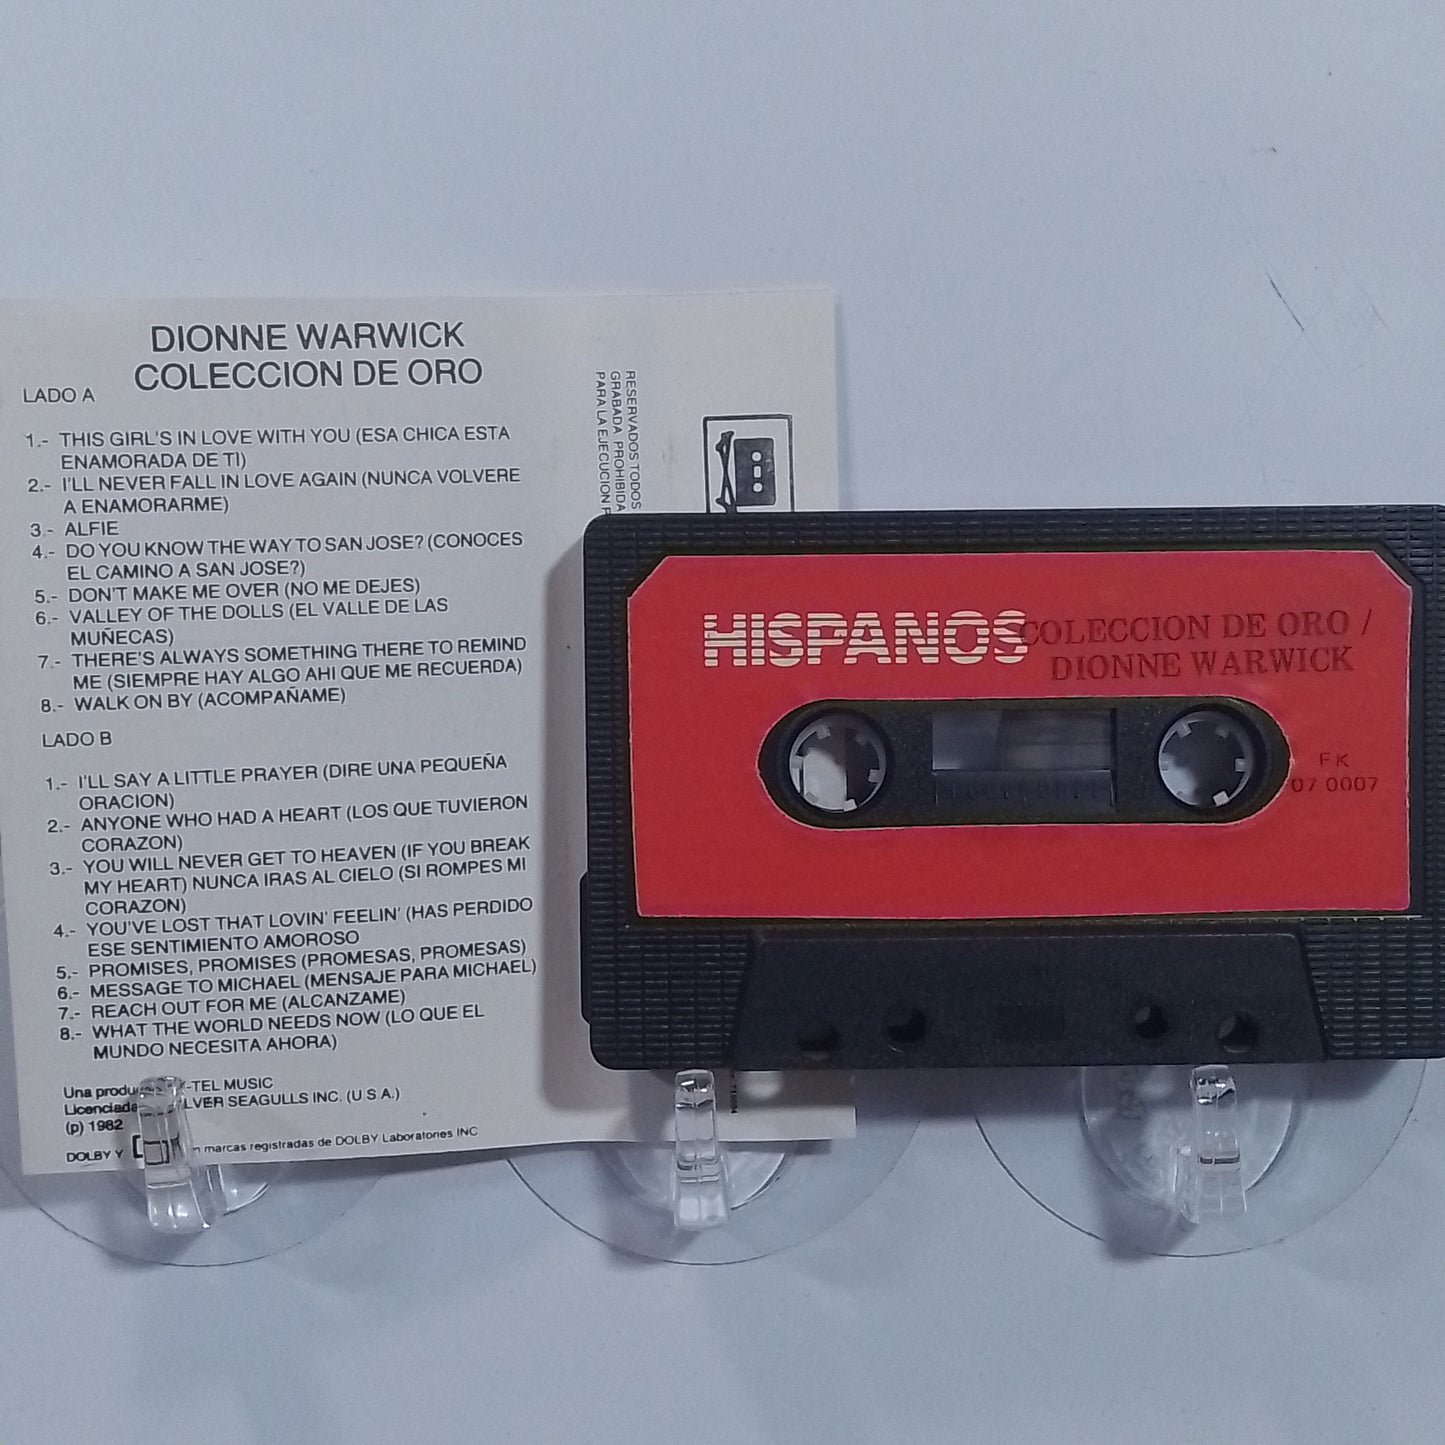 DIONNE WARWICK
COLECCION DE ORO
LADO A
1.- THIS GIRL'S IN LOVE WITH YOU (ESA CHICA ESTA
ENAMORADA DE TI)
2.- I'LL NEVER FALL IN LOVE AGAIN (NUNCA VOLVERE
A ENAMORARME)
3.- ALFIE
4.- DO YOU KNOW THE WAY TO SAN JOSE? (CONOCES
EL CAMINO A SAN JOSE?)
5.- DON'T MAKE ME OVER (NO ME DEJES)
6.- VALLEY OF THE DOLLS (EL VALLE DE LAS
MUÑECAS)
7.- THERE'S ALWAYS SOMETHING THERE TO REMIND
ME (SIEMPRE HAY ALGO AHI QUE ME RECUERDA)
8.- WALK ON BY (ACOMPAÑAME)
LADO B
1.- I'LL SAY A LITTLE PRAYER (DIRE UNA PEQUEÑA
ORACION)
2.- ANYONE WHO HAD A HEART (LOS QUE TUVIERON
CORAZON)
3.- YOU WILL NEVER GET TO HEAVEN (IF YOU BREAK
MY HEART) NUNCA IRAS AL CIELO (SI ROMPES MI
CORAZON)
4.- YOU'VE LOST THAT LOVIN' FEELIN' (HAS PERDIDO
ESE SENTIMIENTO AMOROSO
5.- PROMISES, PROMISES (PROMESAS, PROMESAS)
6.- MESSAGE TO MICHAEL (MENSAJE PARA MICHAEL)
7.- REACH OUT FOR ME (ALCANZAME)
8.- WHAT THE WORLD NEEDS NOW (LO QUE EL
MUNDO NECESITA AHORA)
Una -TEL MUSIC
Licenciada LVER SEAGULLS INC. (U S A.)
(p) 1982
DOLBY Y marcas registradas de DOLBY Laboratories INC
RESERVADOS TODOS
GRABADA PROHIBIDA
PARA LA EJECUCION
HISPANOS
COLECCION DE ORO /
DIONNE WARWICK
FK
07 0007